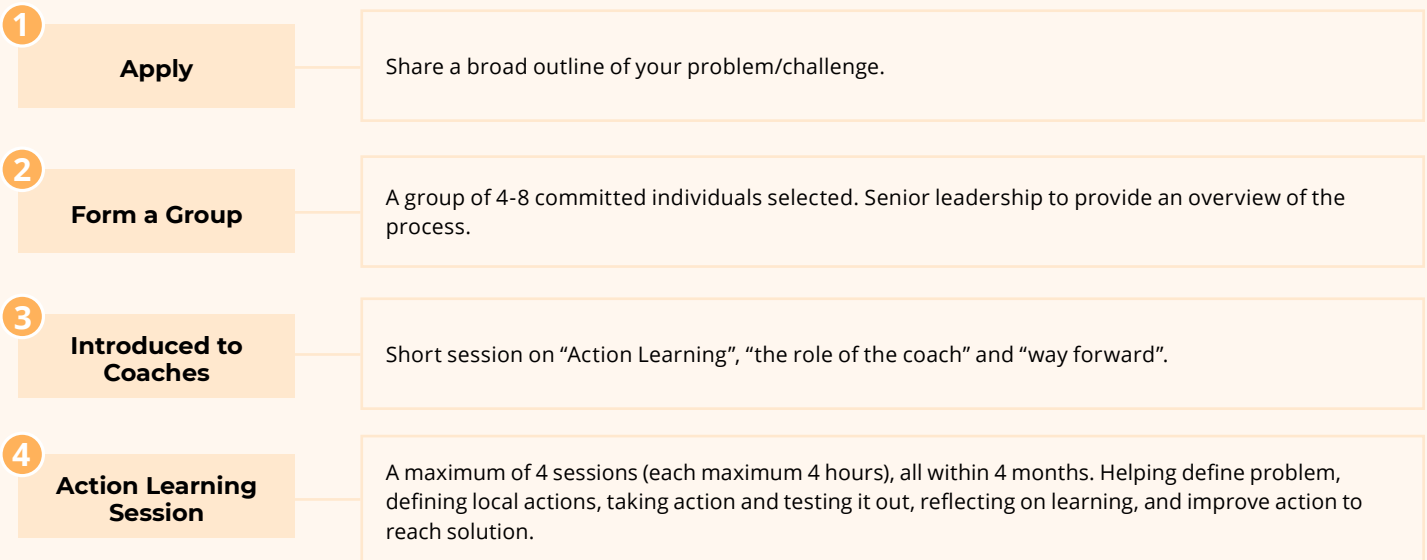 1
Apply
Share a broad outline of your problem/challenge.
2
Form a Group
A group of 4-8 committed individuals selected. Senior leadership to provide an overview of the
process.
3
Introduced to
Coaches
Short session on “Action Learning”, “the role of the coach” and “way forward”.
4
Action Learning
Session
A maximum of 4 sessions (each maximum 4 hours), all within 4 months. Helping define problem,
defining local actions, taking action and testing it out, reflecting on learning, and improve action to
reach solution.